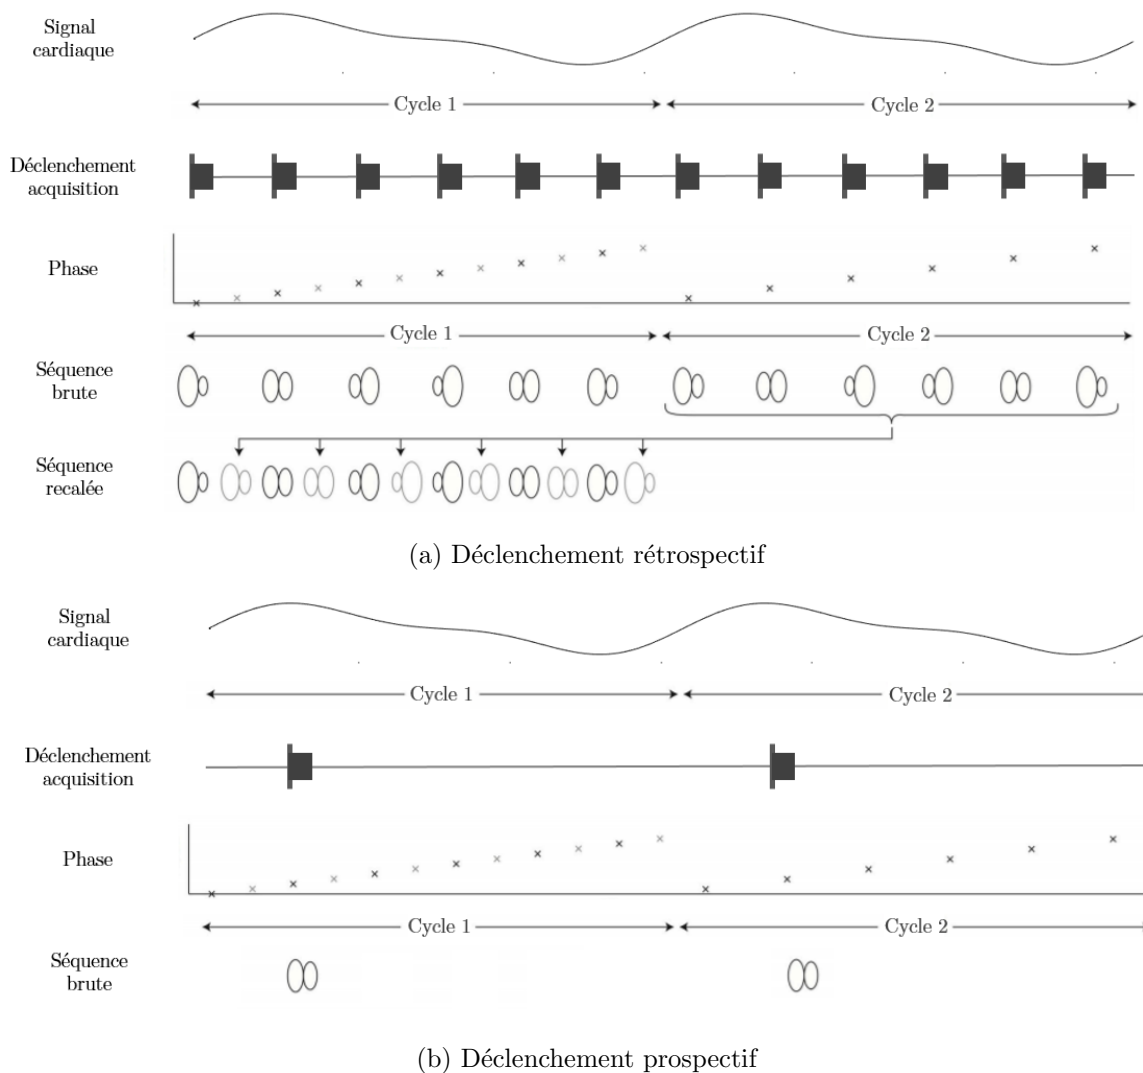 Signal
cardiaque
Cycle 1
Cycle 2
Déclenchement
acquisition
Phase
Cycle 1
Cycle 2
Séquence
brute
Séquence
recalée
(a) Déclenchement rétrospectif
Signal
cardiaque
Cycle 1
Cycle 2
Déclenchement
acquisition
Phase
Cycle 1
Cycle 2
Séquence
brute
(b) Déclenchement prospectif